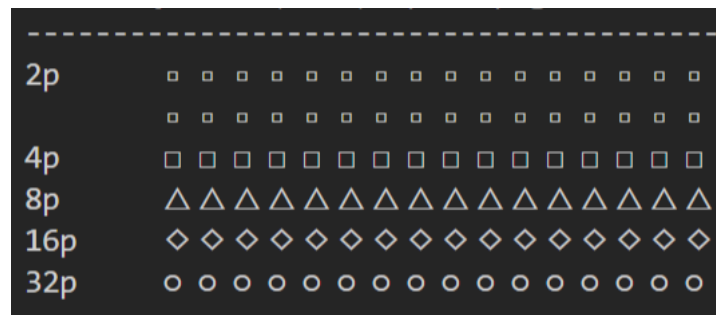 ----------------------------------------
2p ▫ ▫ ▫ ▫ ▫ ▫ ▫ ▫ ▫ ▫ ▫ ▫ ▫ ▫ ▫ ▫
▫ ▫ ▫ ▫ ▫ ▫ ▫ ▫ ▫ ▫ ▫ ▫ ▫ ▫ ▫ ▫
4p □ □ □ □ □ □ □ □ □ □ □ □ □ □ □ □
8p △ △ △ △ △ △ △ △ △ △ △ △ △ △ △ △
16p ◇ ◇ ◇ ◇ ◇ ◇ ◇ ◇ ◇ ◇ ◇ ◇ ◇ ◇ ◇ ◇
32p ○ ○ ○ ○ ○ ○ ○ ○ ○ ○ ○ ○ ○ ○ ○ ○